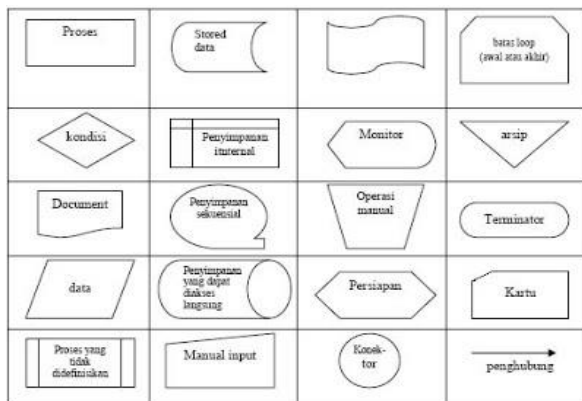 Proses
Stored
data
batas loop
(awal atau akhir)
kondisi
Penyimpanan
internal
Monitor
arsip
Document
Penyimpanan
sekuensial
Operasi
manual
Terminator
data
Penyimpanan
yang dapat
diakses
langsung
Persiapan
Kartu
Proses yang
tidak
didefinisikan
Manual input
Konek-
tor
penghubung